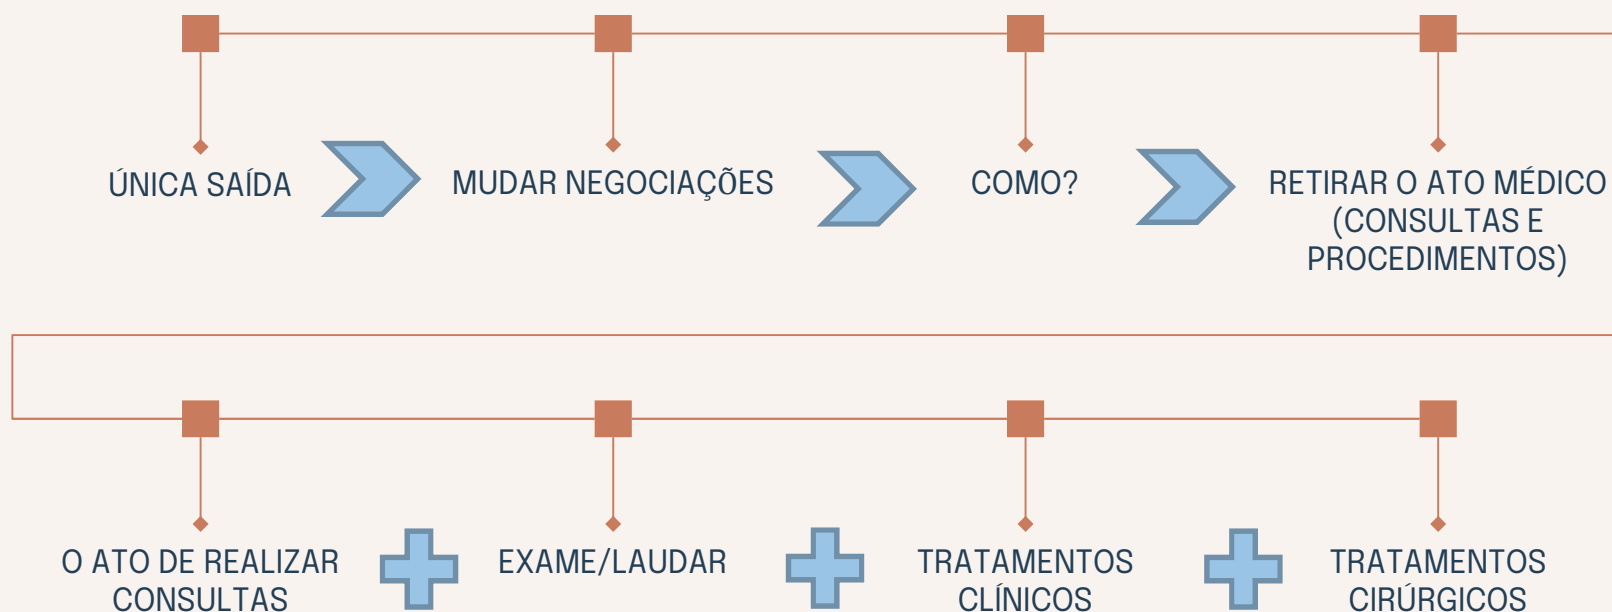 ÚNICA SAÍDA
MUDAR NEGOCIAÇÕES
COMO?
RETIRAR O ATO MÉDICO
(CONSULTAS E
PROCEDIMENTOS)
O ATO DE REALIZAR
CONSULTAS
EXAME/LAUDAR
TRATAMENTOS
CLÍNICOS
TRATAMENTOS
CIRÚRGICOS